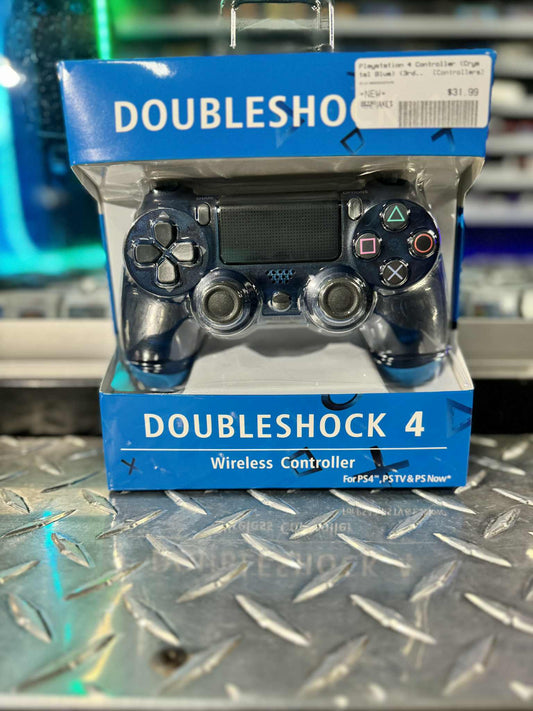 Playstation 4 Controller (Crys
tal Blue) (3rd.. (Controllers)
-NEW- $31.99
DOUBLESHOC
DOUBLESHOCK 4
Wireless Controller
For PS4™, PS TV & PS Now®